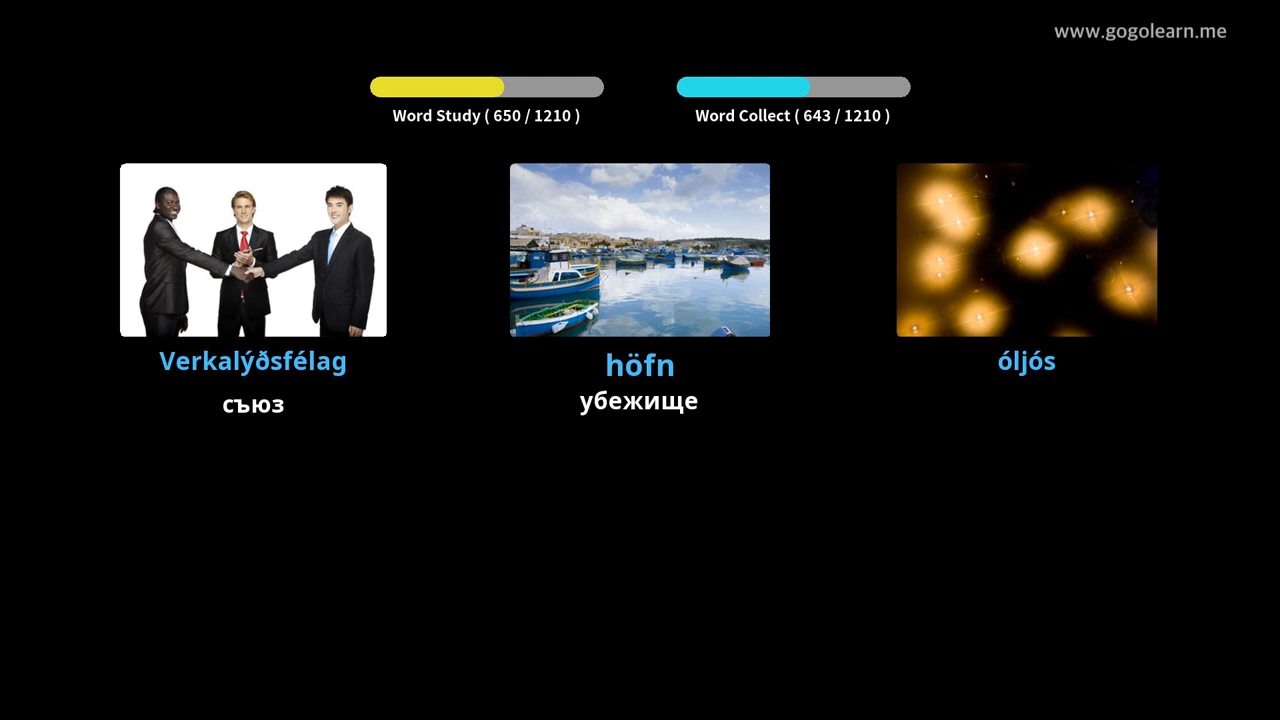 www.gogolearn.me
Word Study ( 650 / 1210 )
Word Collect ( 643 / 1210 )
Verkalýðsfélag
höfn
óljós
съюз
убежище